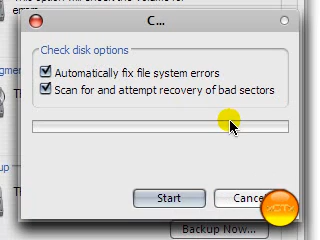 errors
C...
Check disk options
Automatically fix file system errors
Scan for and attempt recovery of bad sectors
Start
Backup Now...